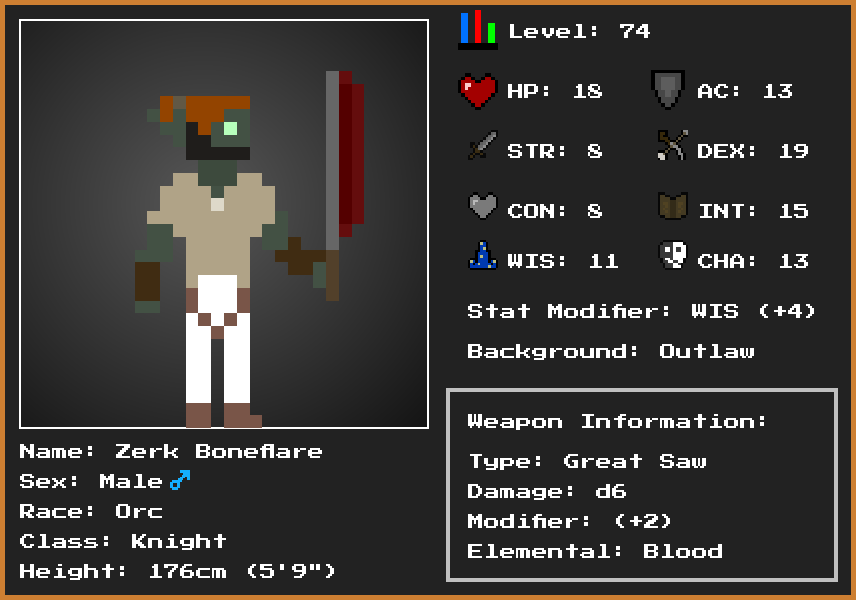 Level: 74
HP: 18 AC: 13
STR: 8 DEX: 19
CON: 8 INT: 15
WIS: 11 CHA: 13
Stat Modifier: WIS (+4)
Background: Outlaw
Weapon Information:
Type: Great Saw
Damage: d6
Modifier: (+2)
Elemental: Blood
Name: Zerk Boneflare
Sex: Male ♂
Race: Orc
Class: Knight
Height: 176cm (5'9")